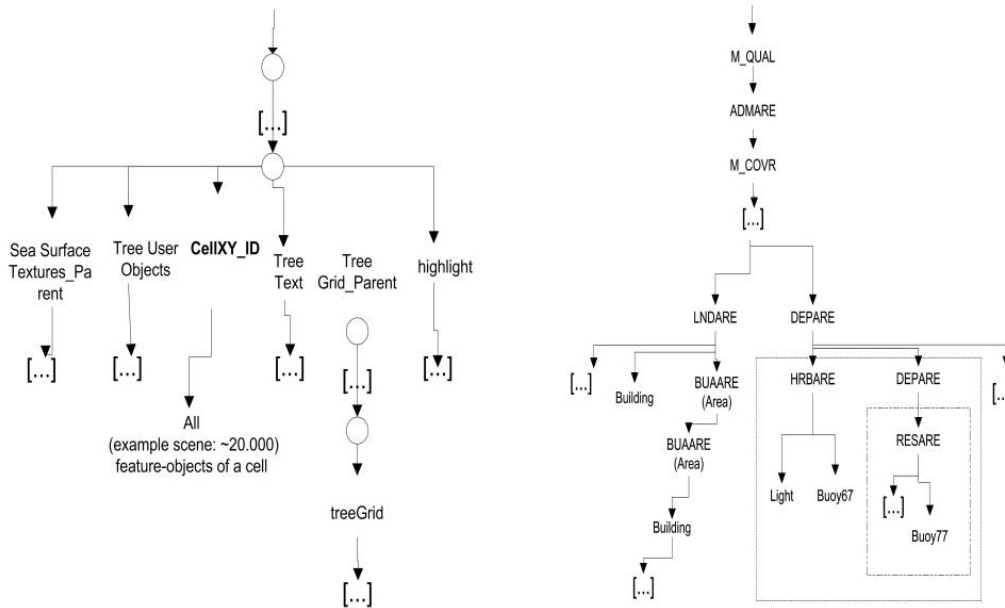 [...]
Sea Surface
Textures_Pa
rent
[...]
Tree User
Objects
[...]
CellXY_ID
All
(example scene: ~20.000)
feature-objects of a cell
Tree
Text
[...]
Tree
Grid_Parent
[...]
treeGrid
[...]
highlight
[...]
M_QUAL
ADMARE
M_COVR
[...]
LNDARE
DEPARE
[...]
Building
BUAARE
(Area)
BUAARE
(Area)
Building
[...]
HRBARE
DEPARE
[...]
Light
Buoy67
RESARE
[...]
Buoy77